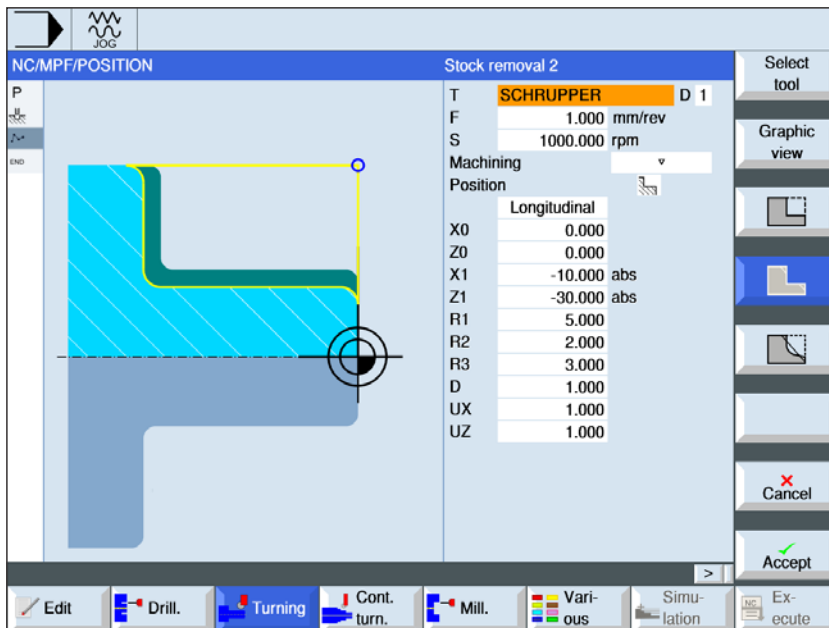 JOG
NC/MPF/POSITION
Stock removal 2
P
END
T SCHRUPPER D 1
F 1.000 mm/rev
S 1000.000 rpm
Machining ▿
Position
Longitudinal
X0 0.000
Z0 0.000
X1 -10.000 abs
Z1 -30.000 abs
R1 5.000
R2 2.000
R3 3.000
D 1.000
UX 1.000
UZ 1.000
Select
tool
Graphic
view
Cancel
Accept
>
Edit
Drill.
Turning
Cont.
turn.
Mill.
Vari-
ous
Simu-
lation
NC
Ex-
ecute